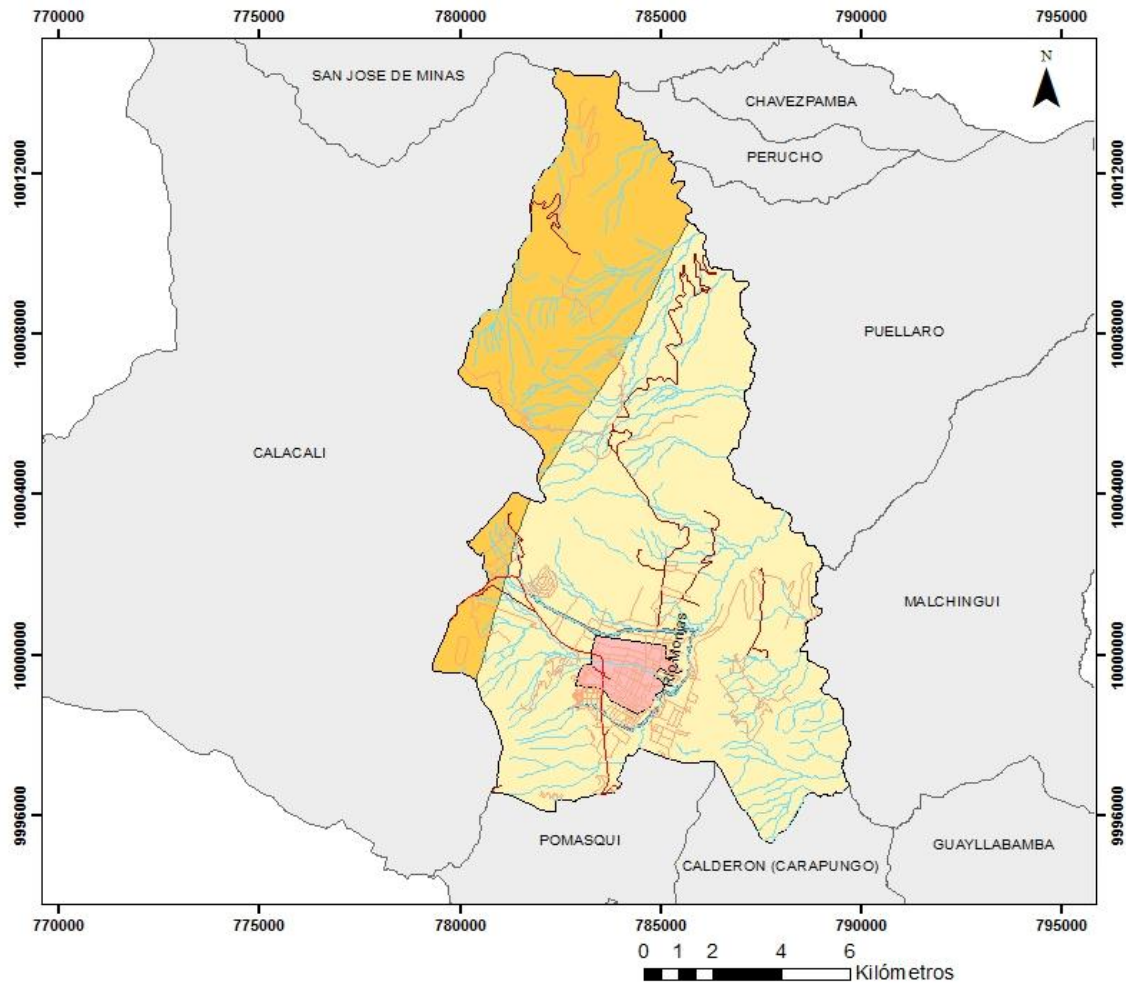 770000 775000 780000 785000 790000 795000
N
SAN JOSE DE MINAS
CHAVEZPAMBA
PERUCHO
10012000 10012000
10008000 10008000
PUELLARO
CALACALI
10004000 10004000
MALCHINGUI
Río Monjas
10000000 10000000
9996000 9996000
POMASQUI
CALDERON (CARAPUNGO)
GUAYLLABAMBA
770000 775000 780000 785000 790000 795000
0 1 2 4 6
Kilómetros